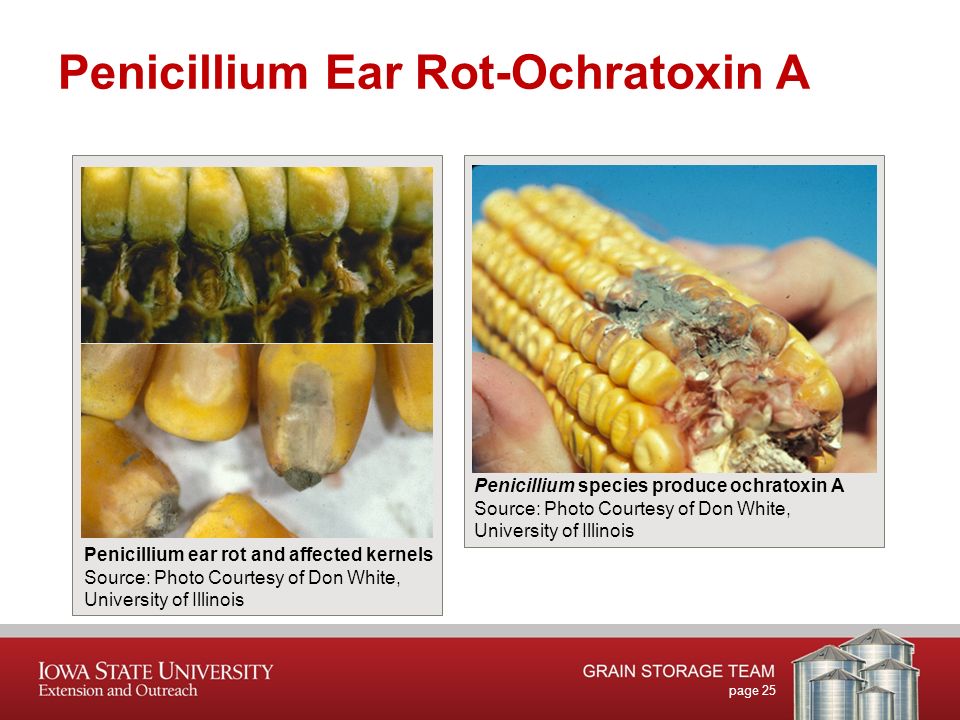 Penicillium Ear Rot-Ochratoxin A
Penicillium ear rot and affected kernels
Source: Photo Courtesy of Don White,
University of Illinois
Penicillium species produce ochratoxin A
Source: Photo Courtesy of Don White,
University of Illinois
IOWA STATE UNIVERSITY
Extension and Outreach
GRAIN STORAGE TEAM
page 25